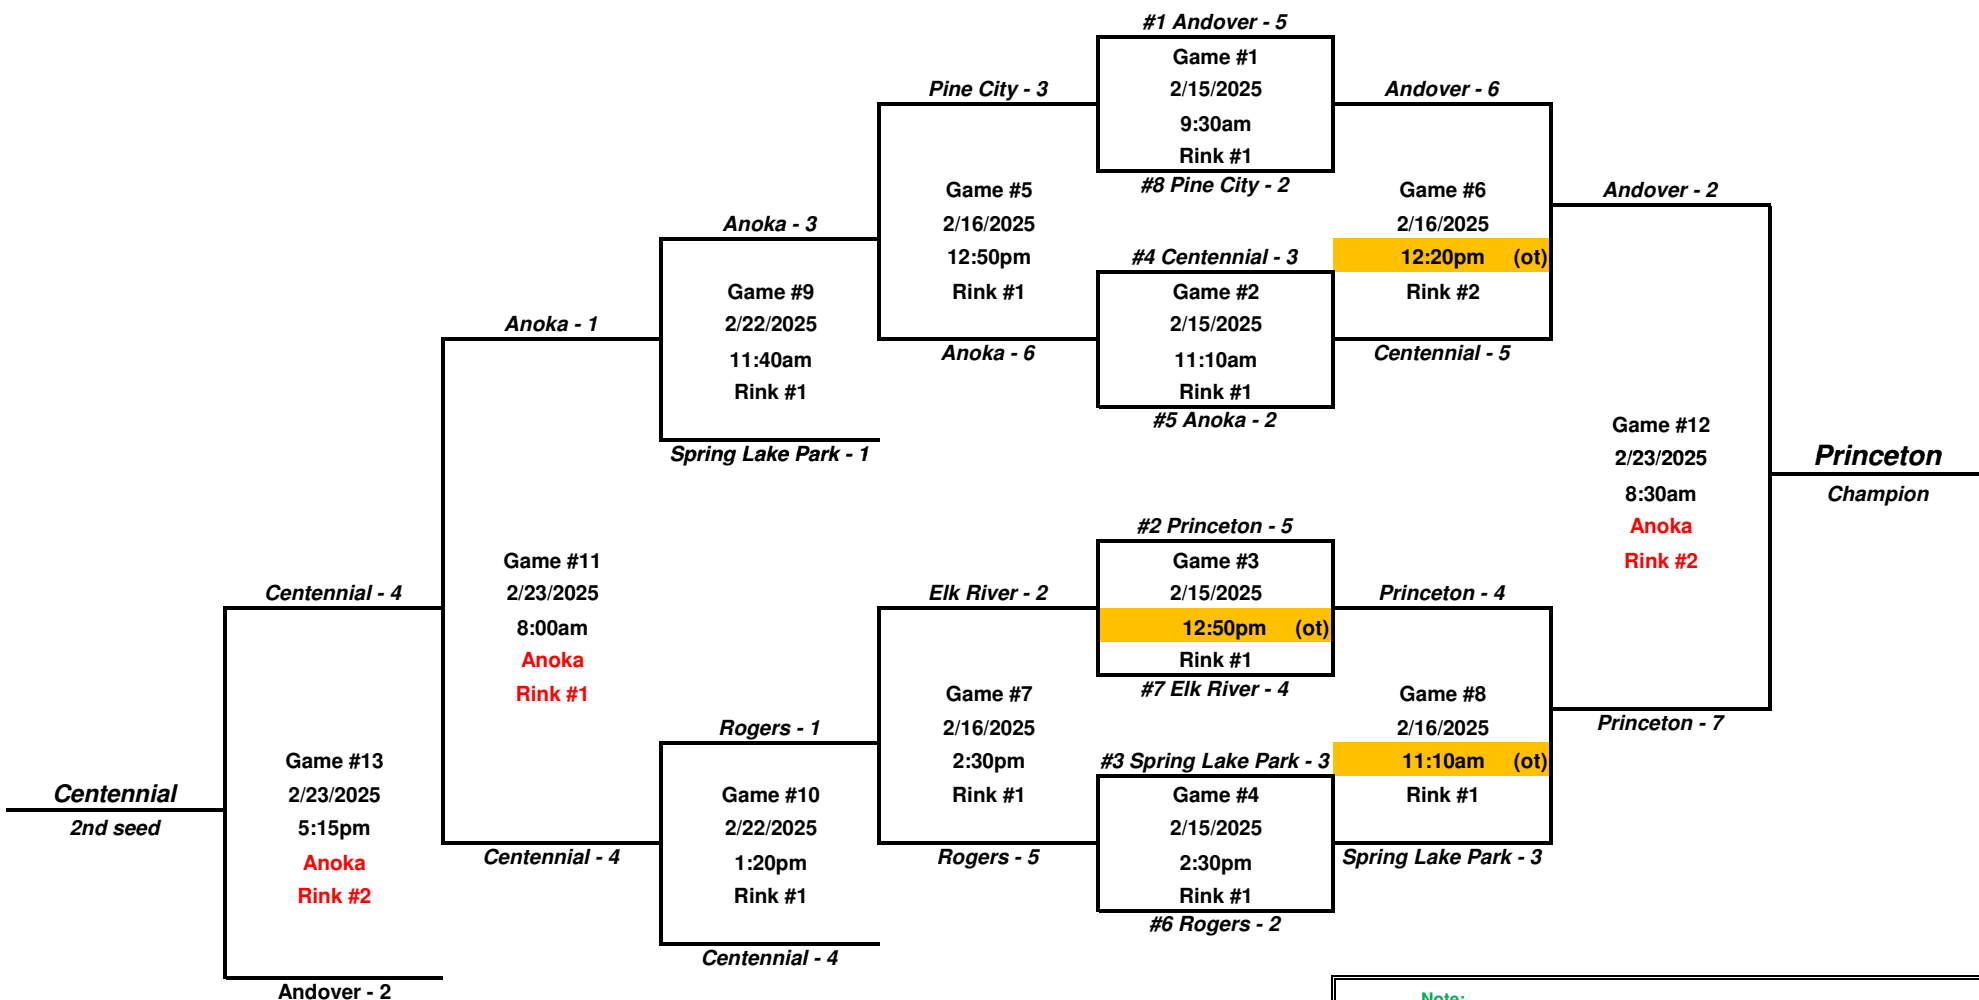 #1 Andover - 5
Game #1
Pine City - 3
2/15/2025
Andover - 6
9:30am
Rink #1
#8 Pine City - 2
Game #5
Game #6
Andover - 2
Anoka - 3
2/16/2025
2/16/2025
12:50pm
#4 Centennial - 3
12:20pm (ot)
Game #9
Rink #1
Game #2
Rink #2
Anoka - 1
2/22/2025
2/15/2025
11:40am
Anoka - 6
11:10am
Centennial - 5
Rink #1
Rink #1
#5 Anoka - 2
Game #12
Spring Lake Park - 1
2/23/2025
Princeton
8:30am
Champion
#2 Princeton - 5
Anoka
Game #11
Game #3
Rink #2
Centennial - 4
2/23/2025
Elk River - 2
2/15/2025
Princeton - 4
8:00am
12:50pm (ot)
Anoka
Rink #1
Rink #1
#7 Elk River - 4
Game #7
Game #8
Rogers - 1
2/16/2025
2/16/2025
Princeton - 7
Game #13
2:30pm
#3 Spring Lake Park - 3
11:10am (ot)
Centennial
2/23/2025
Game #10
Rink #1
Game #4
Rink #1
2nd seed
5:15pm
2/22/2025
2/15/2025
Anoka
Centennial - 4
1:20pm
Rogers - 5
2:30pm
Spring Lake Park - 3
Rink #2
Rink #1
Rink #1
#6 Rogers - 2
Centennial - 4
Andover - 2
Note: